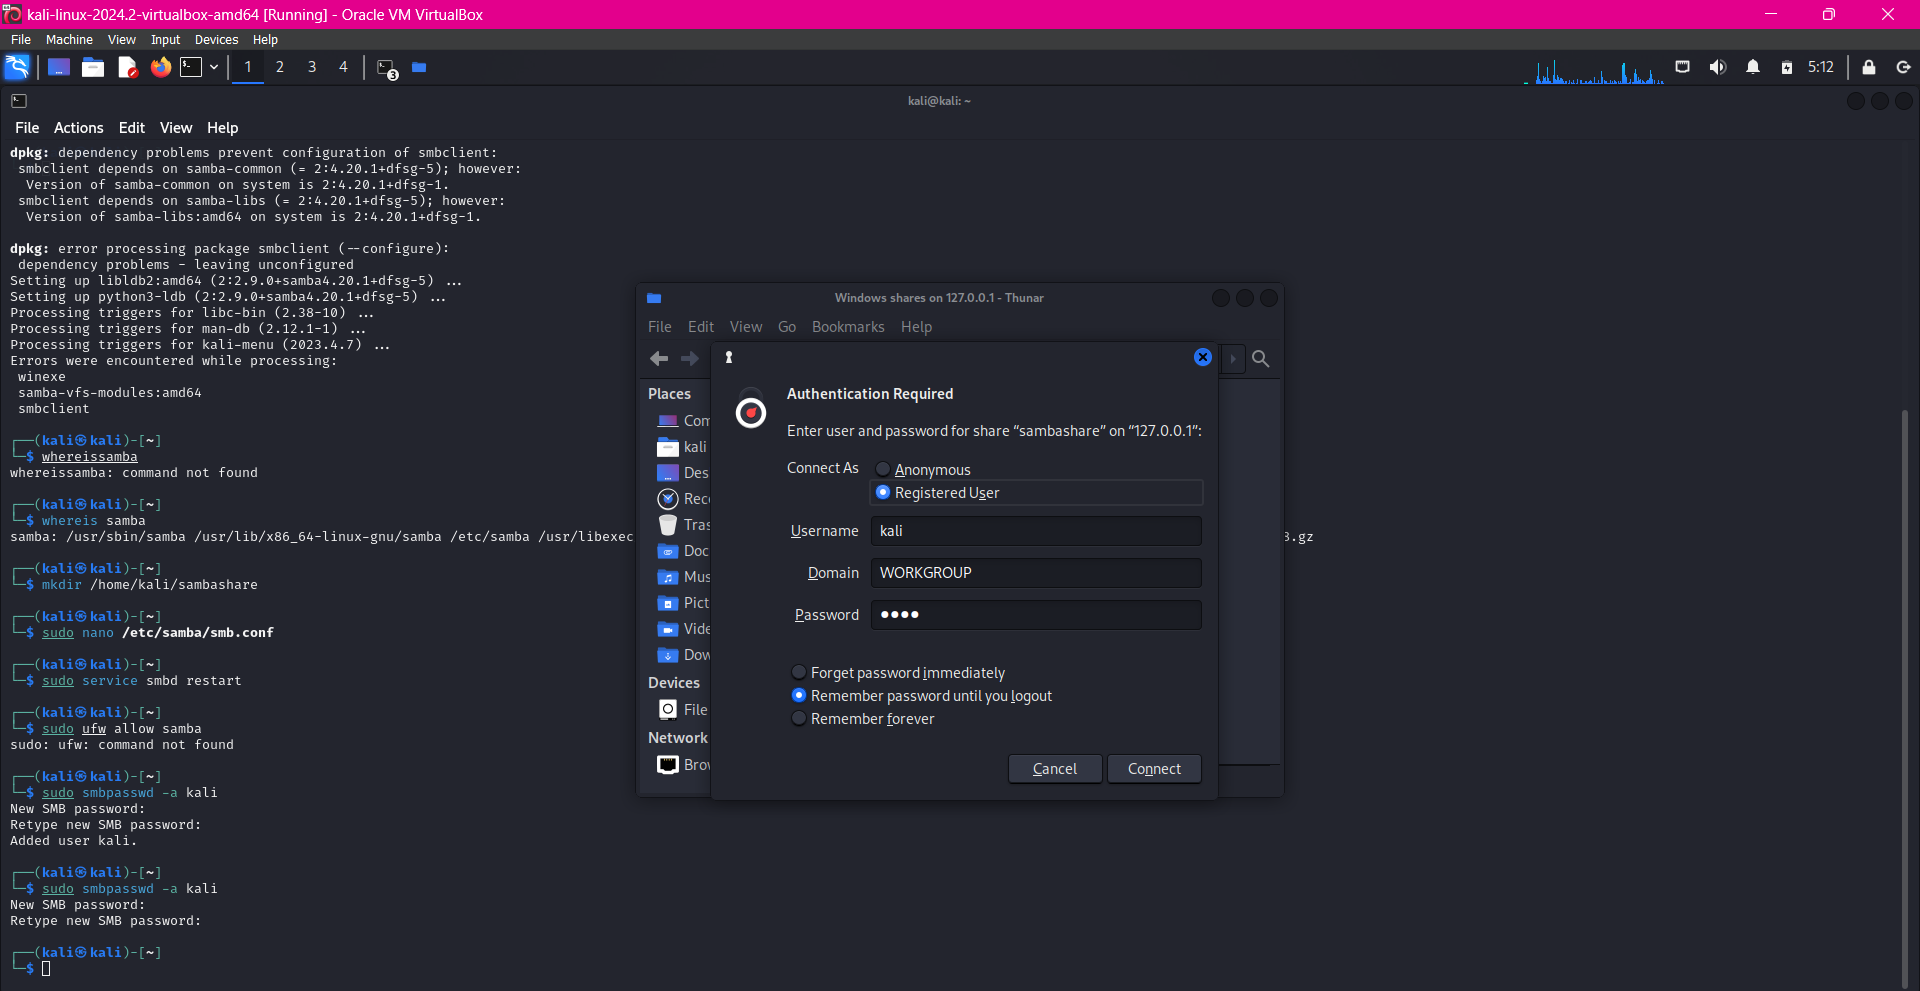 kali-linux-2024.2-virtualbox-amd64 [Running] - Oracle VM VirtualBox
File Machine View Input Devices Help
1 2 3 4 3 5:12
kali@kali: ~
File Actions Edit View Help
dpkg: dependency problems prevent configuration of smbclient:
smbclient depends on samba-common (= 2:4.20.1+dfsg-5); however:
Version of samba-common on system is 2:4.20.1+dfsg-1.
smbclient depends on samba-libs (= 2:4.20.1+dfsg-5); however:
Version of samba-libs:amd64 on system is 2:4.20.1+dfsg-1.
dpkg: error processing package smbclient (--configure):
dependency problems - leaving unconfigured
Setting up libldb2:amd64 (2:2.9.0+samba4.20.1+dfsg-5) ...
Setting up python3-ldb (2:2.9.0+samba4.20.1+dfsg-5) ...
Processing triggers for libc-bin (2.38-10) ...
Processing triggers for man-db (2.12.1-1) ...
Processing triggers for kali-menu (2023.4.7) ...
Errors were encountered while processing:
winexe
samba-vfs-modules:amd64
smbclient
┌──(kali㉿kali)-[~]
└─$ whereissamba
whereissamba: command not found
┌──(kali㉿kali)-[~]
└─$ whereis samba
samba: /usr/sbin/samba /usr/lib/x86_64-linux-gnu/samba /etc/samba /usr/libexec 8.gz
┌──(kali㉿kali)-[~]
└─$ mkdir /home/kali/sambashare
┌──(kali㉿kali)-[~]
└─$ sudo nano /etc/samba/smb.conf
┌──(kali㉿kali)-[~]
└─$ sudo service smbd restart
┌──(kali㉿kali)-[~]
└─$ sudo ufw allow samba
sudo: ufw: command not found
┌──(kali㉿kali)-[~]
└─$ sudo smbpasswd -a kali
New SMB password:
Retype new SMB password:
Added user kali.
┌──(kali㉿kali)-[~]
└─$ sudo smbpasswd -a kali
New SMB password:
Retype new SMB password:
┌──(kali㉿kali)-[~]
└─$
Windows shares on 127.0.0.1 - Thunar
File Edit View Go Bookmarks Help
Places
Com
kali
Des
Rec
Tras
Doc
Mus
Pict
Vide
Dow
Devices
File
Network
Brow
Authentication Required
Enter user and password for share “sambashare” on “127.0.0.1”:
Connect As Anonymous
Registered User
Username kali
Domain WORKGROUP
Password ●●●●
Forget password immediately
Remember password until you logout
Remember forever
Cancel Connect